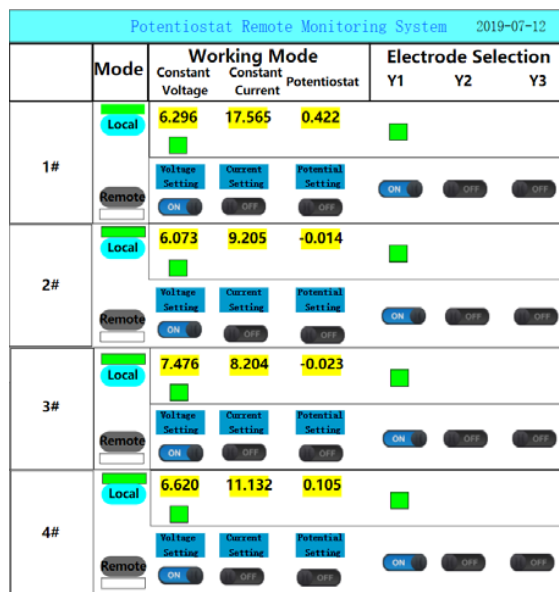 Potentiostat Remote Monitoring System 2019-07-12
Mode Working Mode Electrode Selection
Constant Voltage Constant Current Potentiostat Y1 Y2 Y3
1#
Local 6.296 17.565 0.422
Voltage Setting Current Setting Potential Setting
Remote ON OFF OFF ON OFF OFF
2#
Local 6.073 9.205 -0.014
Voltage Setting Current Setting Potential Setting
Remote ON OFF OFF ON OFF OFF
3#
Local 7.476 8.204 -0.023
Voltage Setting Current Setting Potential Setting
Remote ON OFF OFF ON OFF OFF
4#
Local 6.620 11.132 0.105
Voltage Setting Current Setting Potential Setting
Remote ON OFF OFF ON OFF OFF